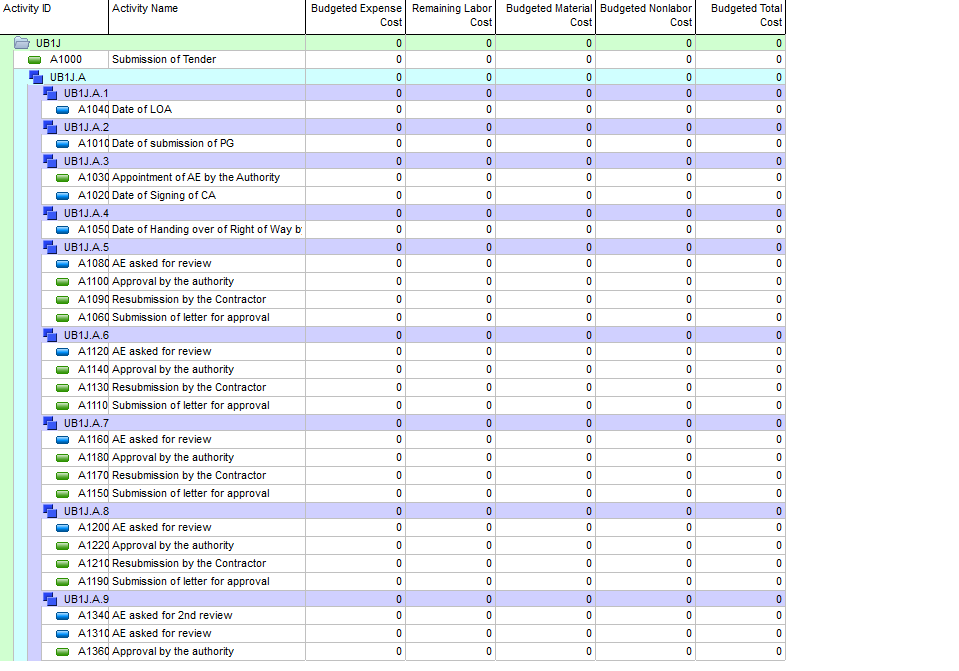 Activity ID Activity Name Budgeted Expense Cost Remaining Labor Cost Budgeted Material Cost Budgeted Nonlabor Cost Budgeted Total Cost
UB1J 0 0 0 0 0
A1000 Submission of Tender 0 0 0 0 0
UB1J.A 0 0 0 0 0
UB1J.A.1 0 0 0 0 0
A1040 Date of LOA 0 0 0 0 0
UB1J.A.2 0 0 0 0 0
A1010 Date of submission of PG 0 0 0 0 0
UB1J.A.3 0 0 0 0 0
A1030 Appointment of AE by the Authority 0 0 0 0 0
A1020 Date of Signing of CA 0 0 0 0 0
UB1J.A.4 0 0 0 0 0
A1050 Date of Handing over of Right of Way b 0 0 0 0 0
UB1J.A.5 0 0 0 0 0
A1080 AE asked for review 0 0 0 0 0
A1100 Approval by the authority 0 0 0 0 0
A1090 Resubmission by the Contractor 0 0 0 0 0
A1060 Submission of letter for approval 0 0 0 0 0
UB1J.A.6 0 0 0 0 0
A1120 AE asked for review 0 0 0 0 0
A1140 Approval by the authority 0 0 0 0 0
A1130 Resubmission by the Contractor 0 0 0 0 0
A1110 Submission of letter for approval 0 0 0 0 0
UB1J.A.7 0 0 0 0 0
A1160 AE asked for review 0 0 0 0 0
A1180 Approval by the authority 0 0 0 0 0
A1170 Resubmission by the Contractor 0 0 0 0 0
A1150 Submission of letter for approval 0 0 0 0 0
UB1J.A.8 0 0 0 0 0
A1200 AE asked for review 0 0 0 0 0
A1220 Approval by the authority 0 0 0 0 0
A1210 Resubmission by the Contractor 0 0 0 0 0
A1190 Submission of letter for approval 0 0 0 0 0
UB1J.A.9 0 0 0 0 0
A1340 AE asked for 2nd review 0 0 0 0 0
A1310 AE asked for review 0 0 0 0 0
A1360 Approval by the authority 0 0 0 0 0